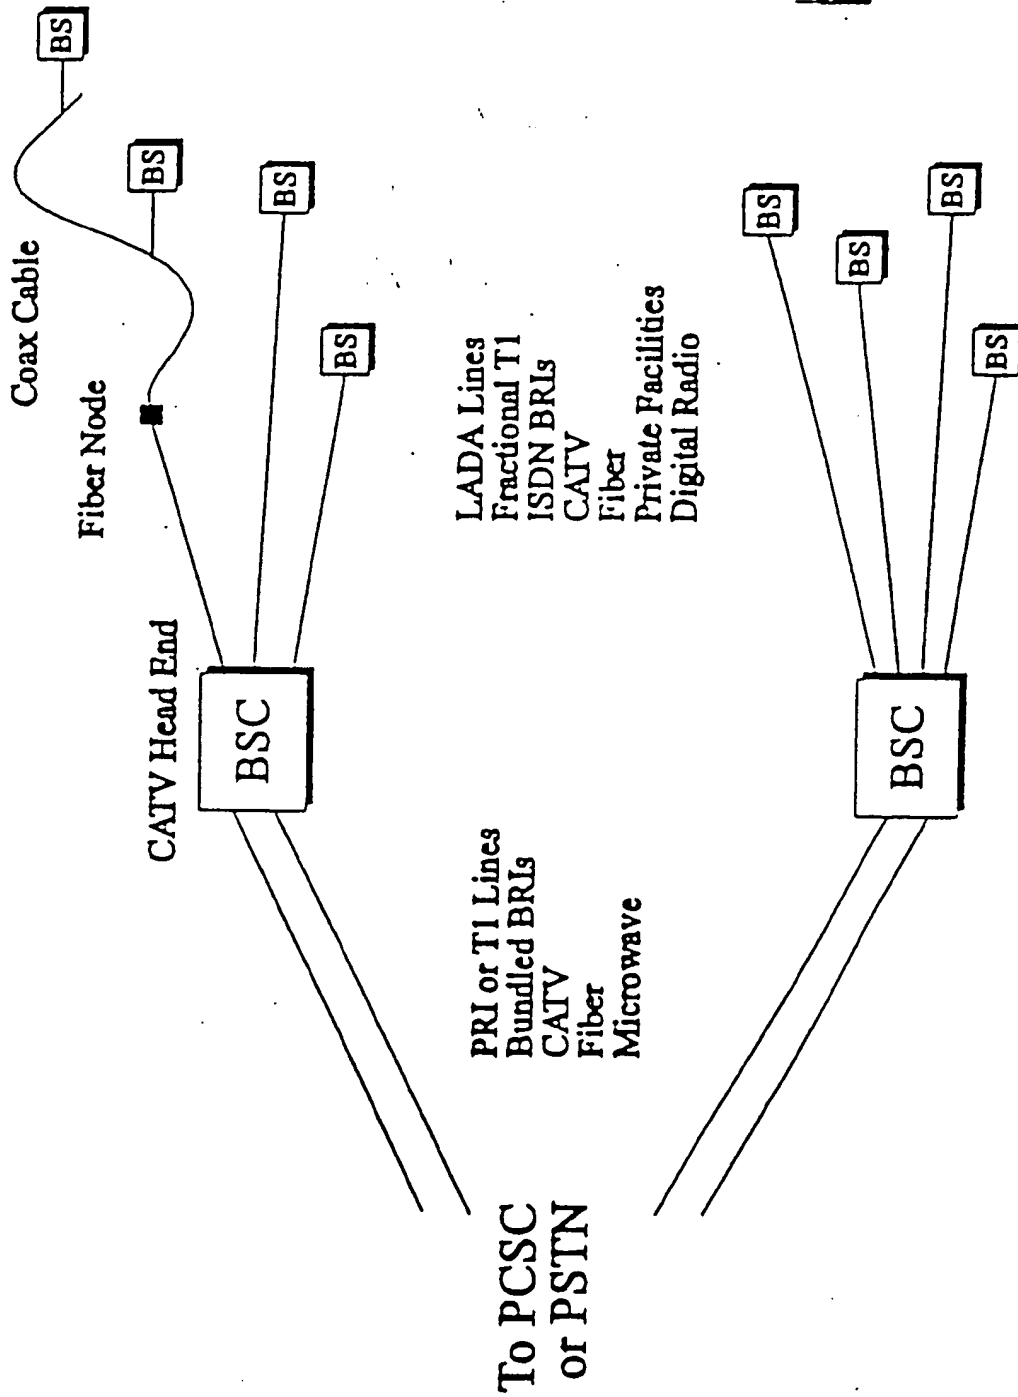 To PCSC
or PSTN
PRI or T1 Lines
Bundled BRIs
CATV
Fiber
Microwave
CATV Head End
BSC
BSC
Fiber Node
Coax Cable
LADA Lines
Fractional T1
ISDN BRIs
CATV
Fiber
Private Facilities
Digital Radio
BS
BS
BS
BS
BS
BS
BS
BS